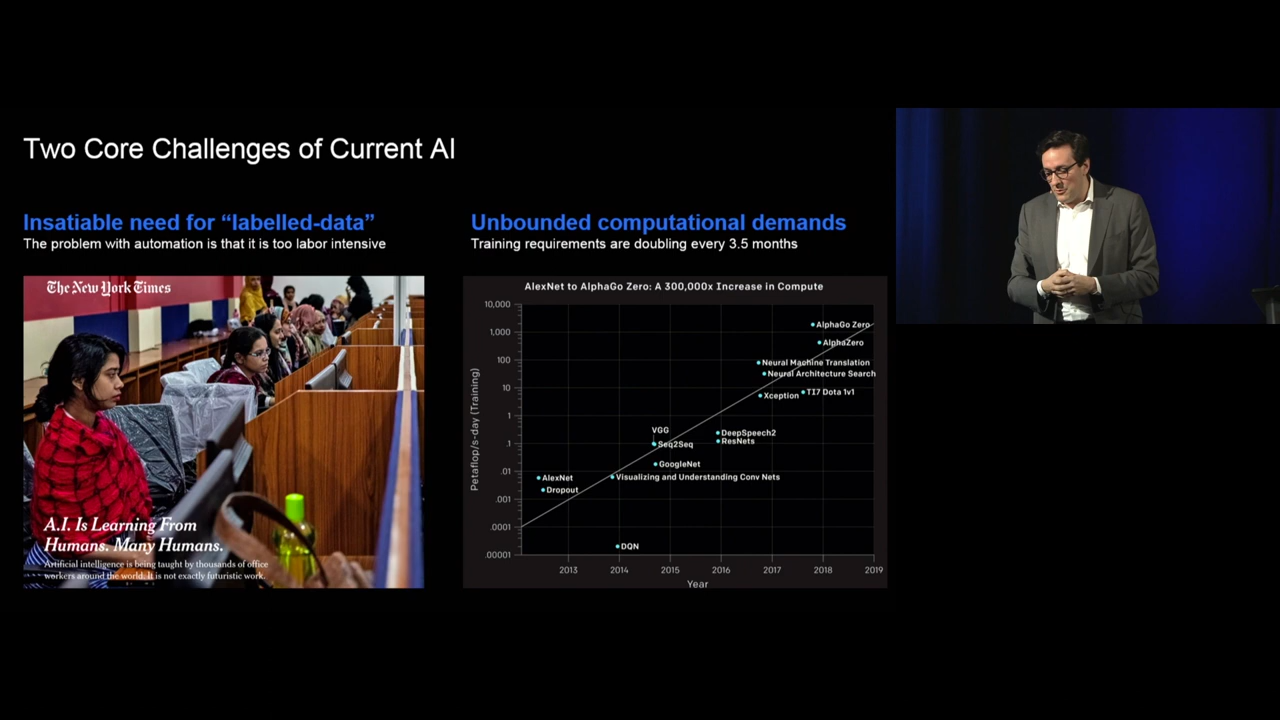 Two Core Challenges of Current AI
Insatiable need for “labelled-data”
The problem with automation is that it is too labor intensive
The New York Times
A.I. Is Learning From
Humans. Many Humans.
Artificial intelligence is being taught by thousands of office
workers around the world. It is not exactly futuristic work.
Unbounded computational demands
Training requirements are doubling every 3.5 months
AlexNet to AlphaGo Zero: A 300,000x Increase in Compute
Petaflop/s-day (Training)
10,000
1,000
100
10
1
.1
.01
.001
.0001
.00001
AlphaGo Zero
AlphaZero
Neural Machine Translation
Neural Architecture Search
Xception
TI7 Dota 1v1
VGG
Seq2Seq
DeepSpeech2
ResNets
GoogleNet
AlexNet
Visualizing and Understanding Conv Nets
Dropout
DQN
2013
2014
2015
2016
2017
2018
2019
Year